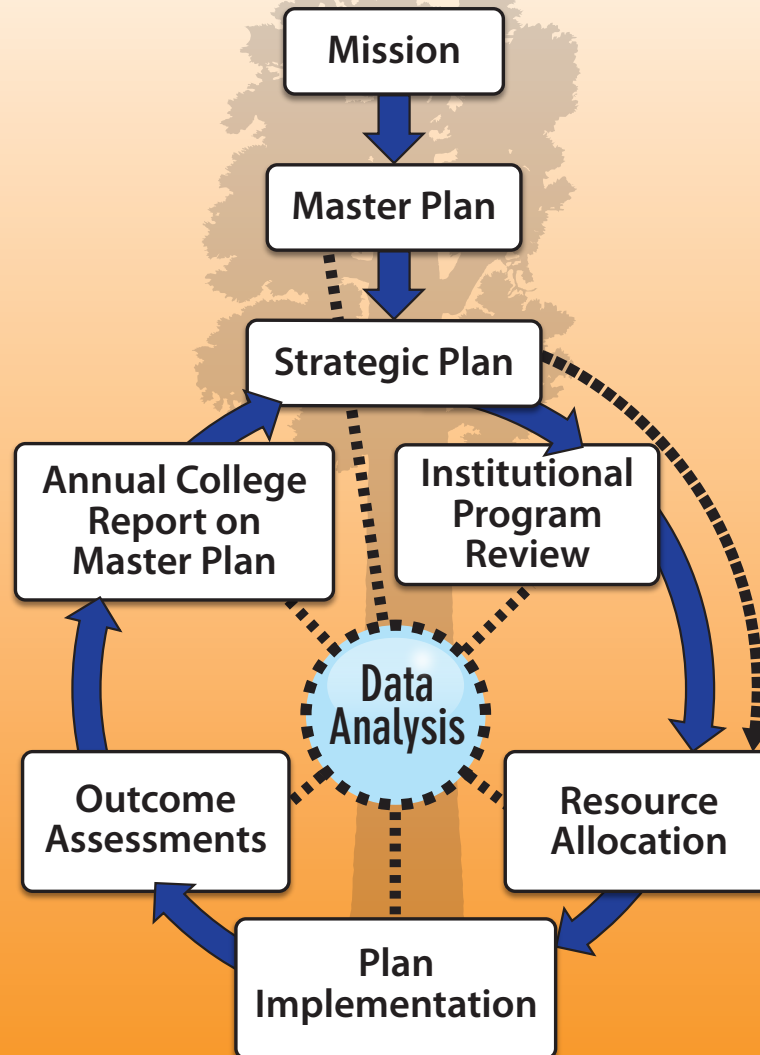 Mission
Master Plan
Strategic Plan
Annual College
Report on
Master Plan
Institutional
Program
Review
Data
Analysis
Outcome
Assessments
Resource
Allocation
Plan
Implementation